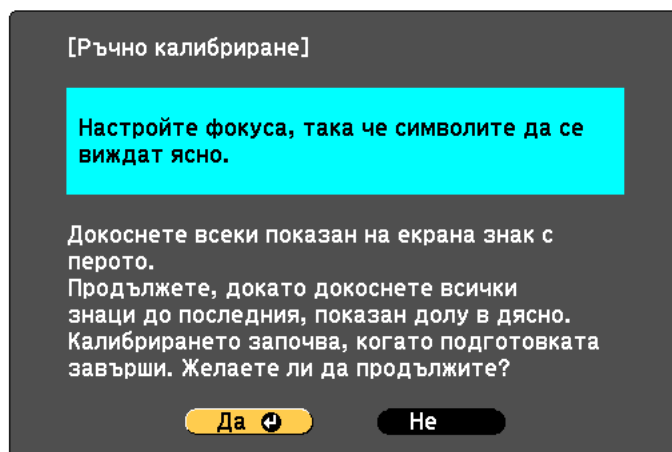 [Ръчно калибриране]
Настройте фокуса, така че символите да се
виждат ясно.
Докоснете всеки показан на екрана знак с
перото.
Продължете, докато докоснете всички
знаци до последния, показан долу в дясно.
Калибрирането започва, когато подготовката
завърши. Желаете ли да продължите?
Да Не